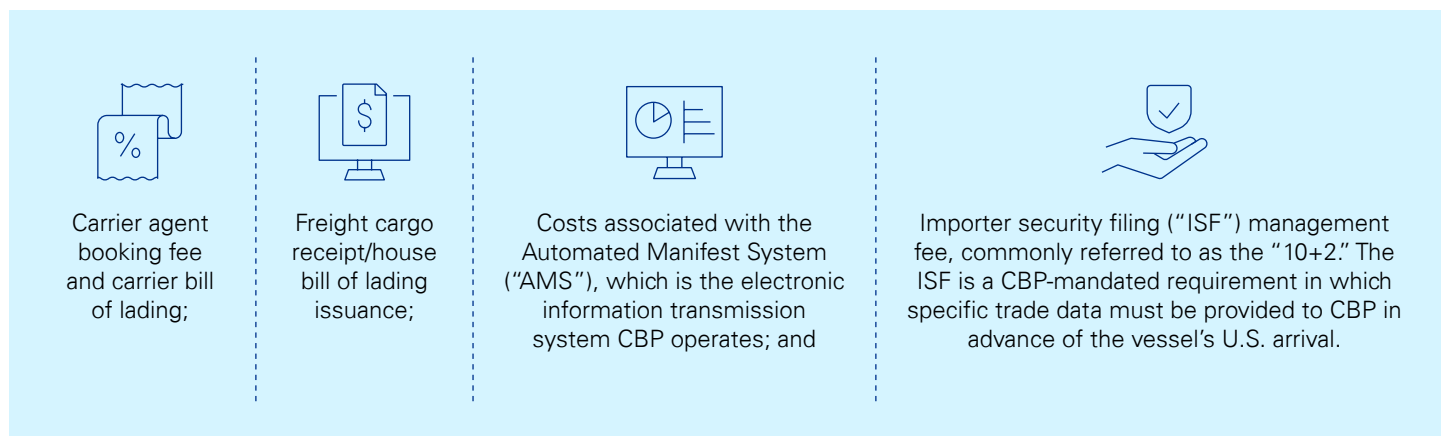 %
$
Carrier agent
booking fee
and carrier bill
of lading;
Freight cargo
receipt/house
bill of lading
issuance;
Costs associated with the
Automated Manifest System
(“AMS”), which is the electronic
information transmission
system CBP operates; and
Importer security filing (“ISF”) management
fee, commonly referred to as the “10+2.” The
ISF is a CBP-mandated requirement in which
specific trade data must be provided to CBP in
advance of the vessel’s U.S. arrival.